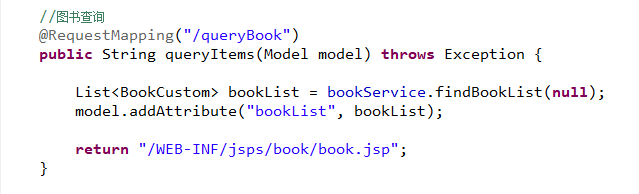 //图书查询
@RequestMapping("/queryBook")
public String queryItems(Model model) throws Exception {
List<BookCustom> bookList = bookService.findBookList(null);
model.addAttribute("bookList", bookList);
return "/WEB-INF/jsps/book/book.jsp";
}